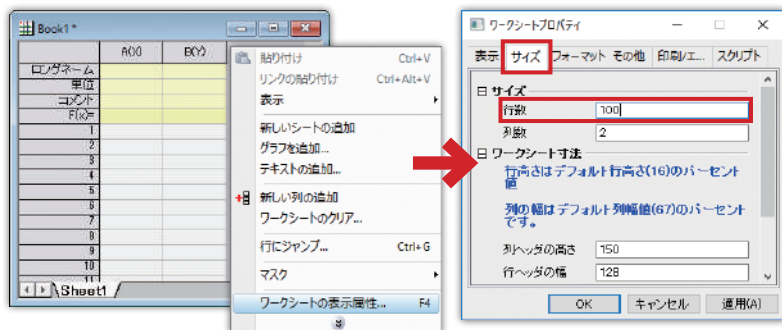 Book1 *
A(X) B(Y)
ロングネーム
単位
コメント
F(x)=
1
2
3
4
5
6
7
8
9
10
11
Sheet1
貼り付け Ctrl+V
リンクの貼り付け Ctrl+Alt+V
表示
新しいシートの追加
グラフを追加...
テキストの追加...
新しい列の追加
ワークシートのクリア...
行にジャンプ... Ctrl+G
マスク
ワークシートの表示属性... F4
ワークシートプロパティ
表示 サイズ フォーマット その他 印刷/エ... スクリプト
サイズ
行数 100
列数 2
ワークシート寸法
行高さはデフォルト行高さ(16)のパーセント
値
列の幅はデフォルト列幅値(67)のパーセント
です。
列ヘッダの高さ 150
行ヘッダの幅 128
OK キャンセル 適用(A)